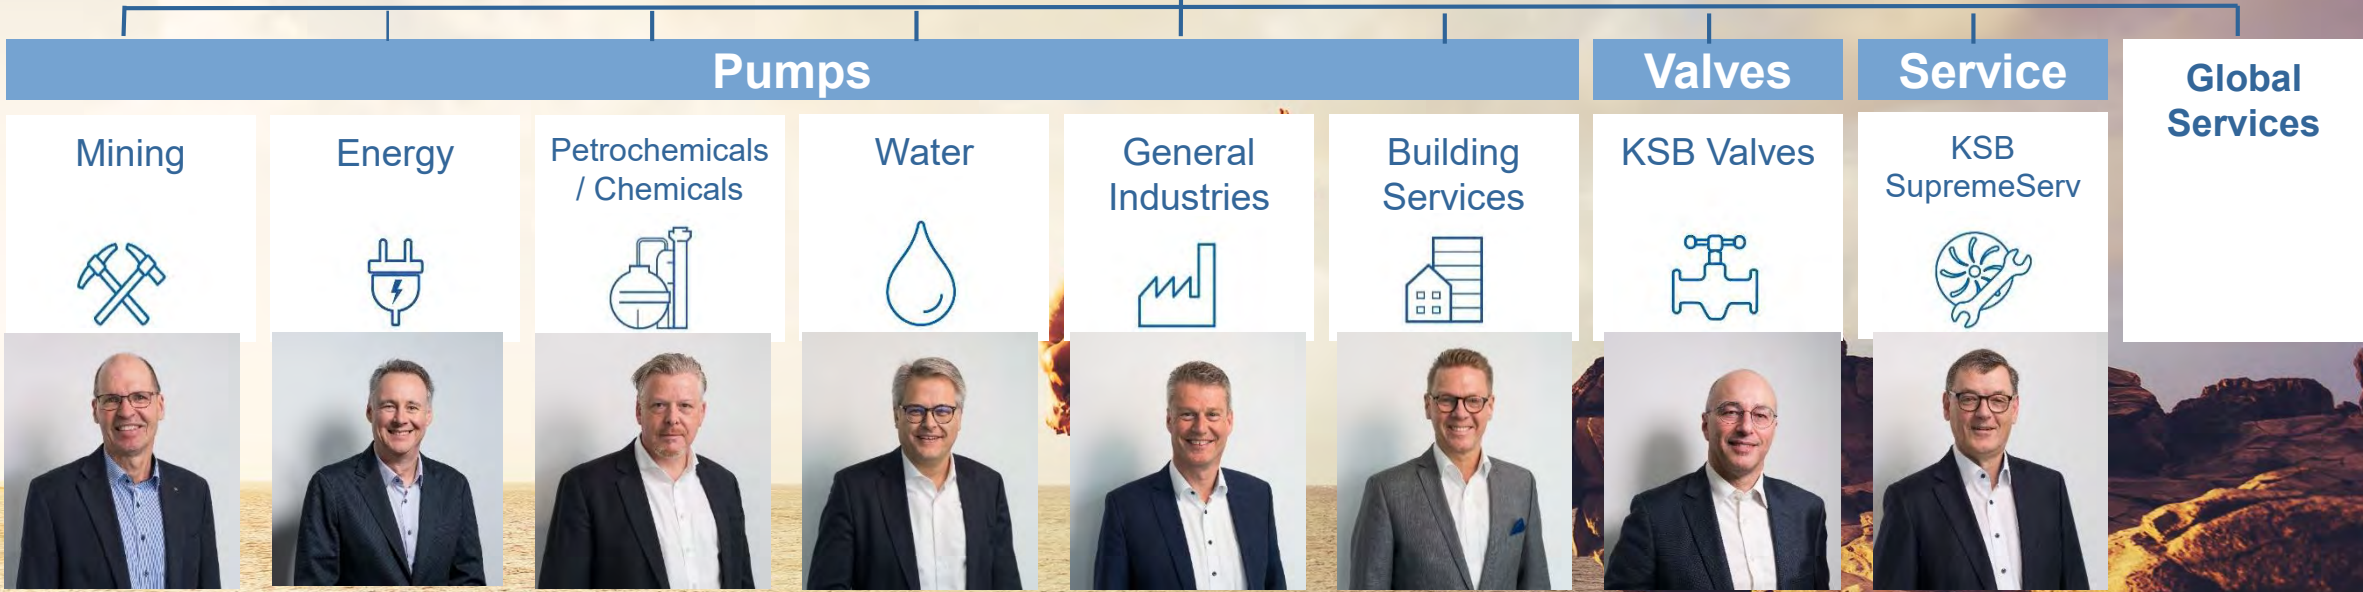 Pumps
Valves
Service
Global
Services
Mining
Energy
Petrochemicals
/ Chemicals
Water
General
Industries
Building
Services
KSB Valves
KSB
SupremeServ